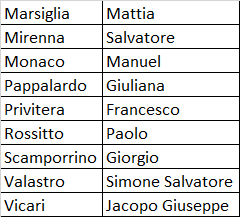 Marsiglia Mattia
Mirenna Salvatore
Monaco Manuel
Pappalardo Giuliana
Privitera Francesco
Rossitto Paolo
Scamporrino Giorgio
Valastro Simone Salvatore
Vicari Jacopo Giuseppe